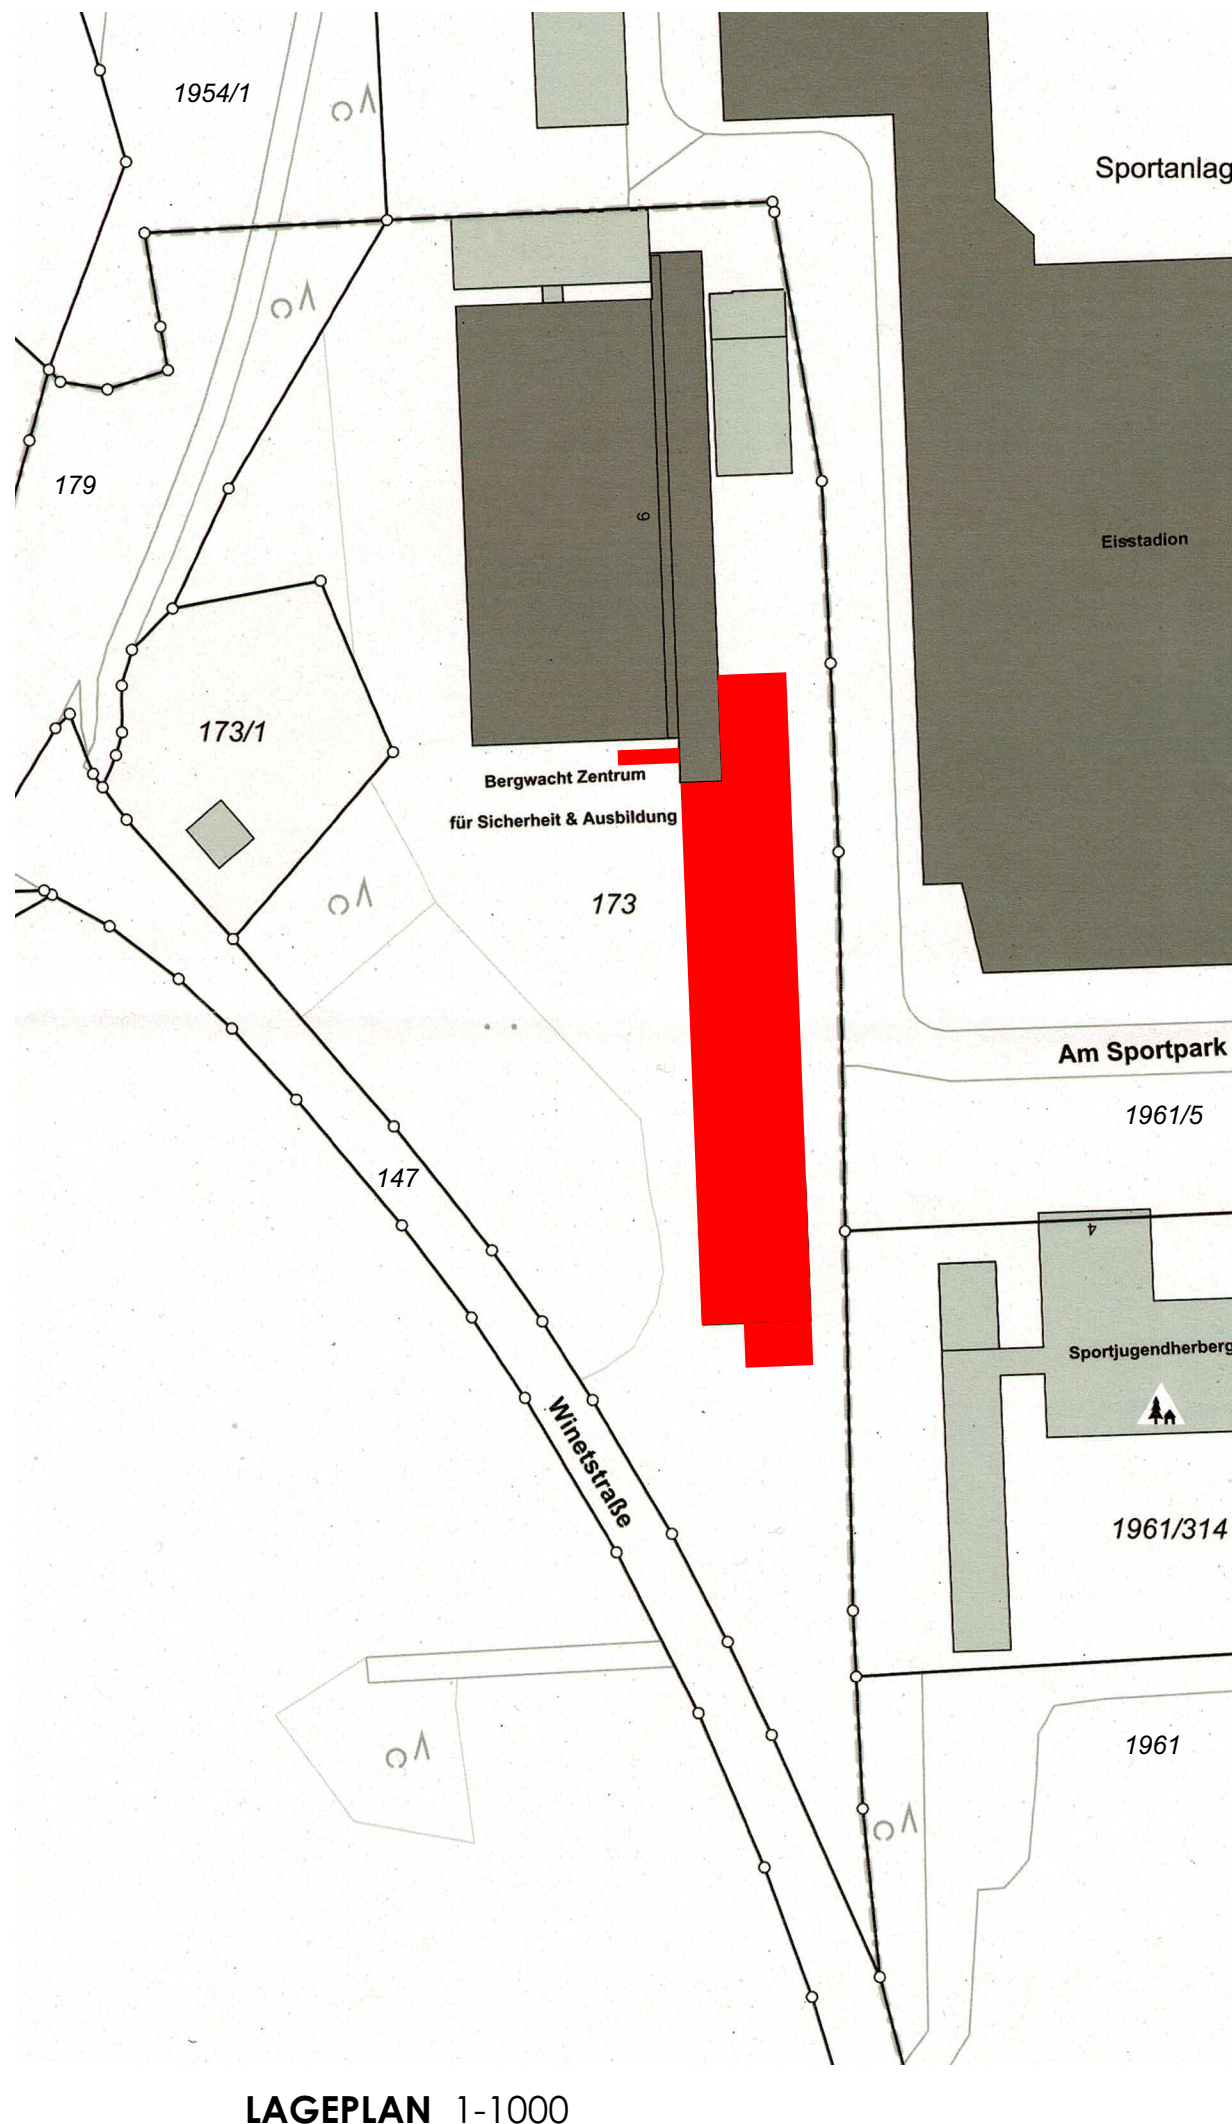 1954/1
Sportanlag
179
6
Eisstadion
173/1
Bergwacht Zentrum
für Sicherheit & Ausbildung
173
Am Sportpark
1961/5
147
4
Sportjugendherberg
Winetstraße
1961/314
1961
LAGEPLAN 1-1000